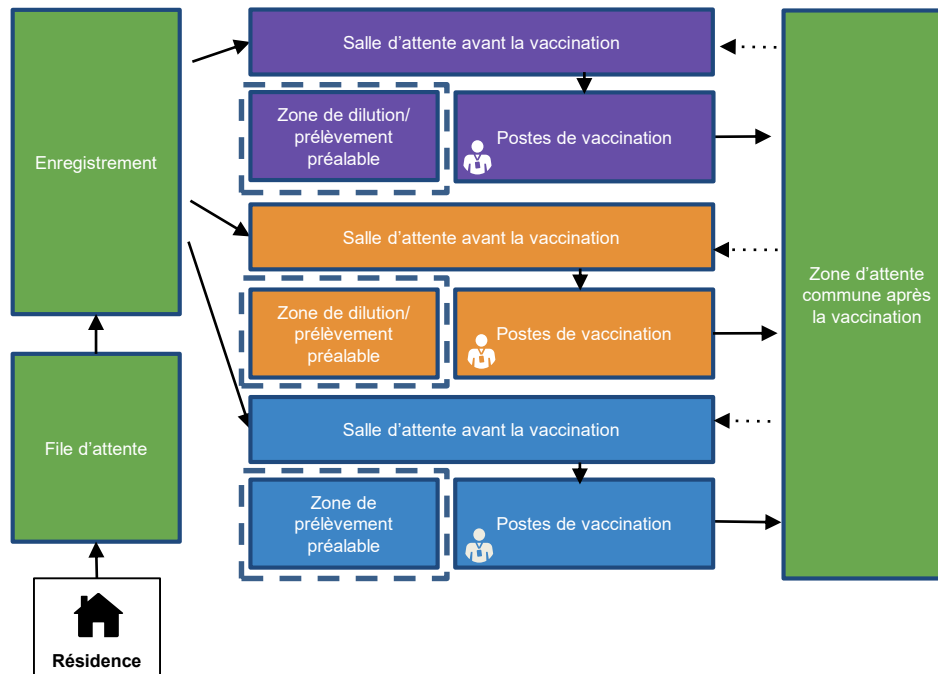 Enregistrement
File d'attente
Résidence
Salle d'attente avant la vaccination
Zone de dilution/
prélèvement
préalable
Postes de vaccination
Salle d'attente avant la vaccination
Zone de dilution/
prélèvement
préalable
Postes de vaccination
Salle d'attente avant la vaccination
Zone de
prélèvement
préalable
Postes de vaccination
Zone d'attente
commune après
la vaccination